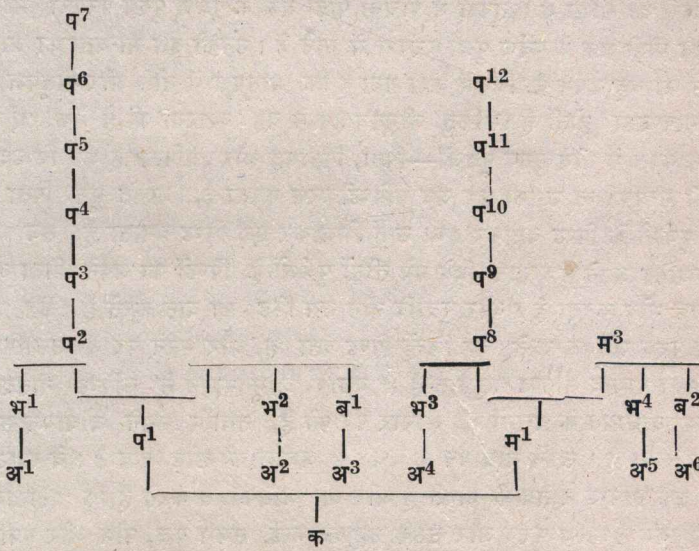 प⁷
प⁶ प¹²
प⁵ प¹¹
प⁴ प¹⁰
प³ प⁹
प² प⁸ म³
भ¹ भ² ब¹ भ³ भ⁴ ब²
प¹ म¹
अ¹ अ² अ³ अ⁴ अ⁵ अ⁶
क